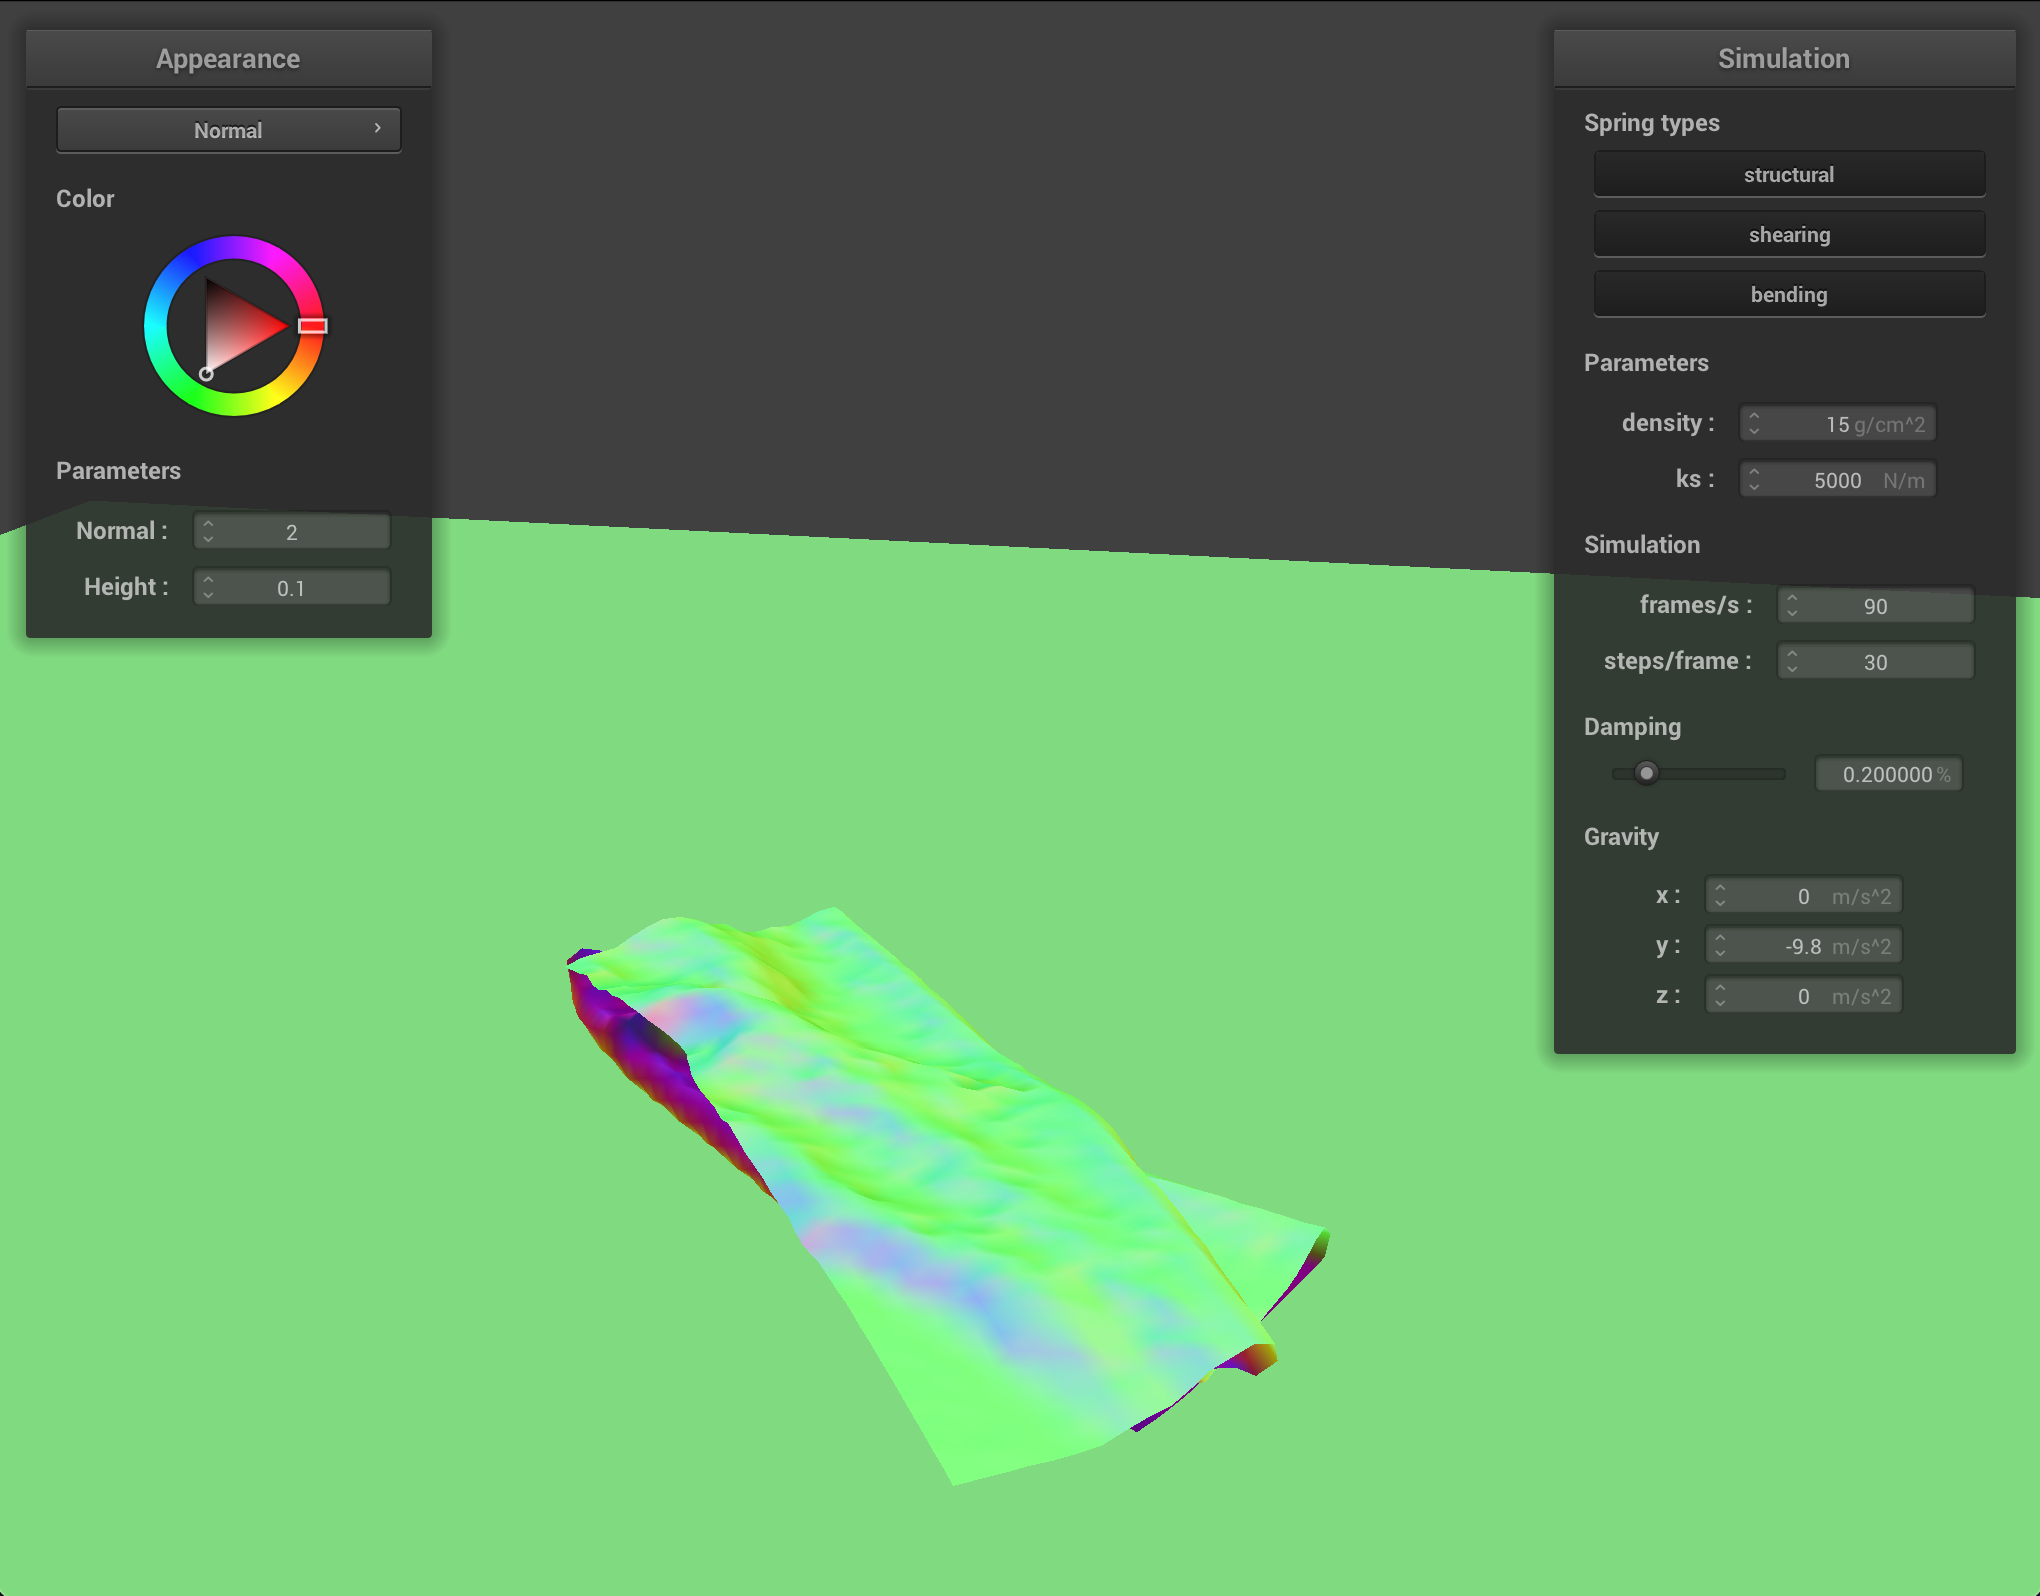 Appearance
Normal
Color
Parameters
Normal : 2
Height : 0.1
Simulation
Spring types
structural
shearing
bending
Parameters
density : 15 g/cm^2
ks : 5000 N/m
Simulation
frames/s : 90
steps/frame : 30
Damping
0.200000 %
Gravity
x : 0 m/s^2
y : -9.8 m/s^2
z : 0 m/s^2